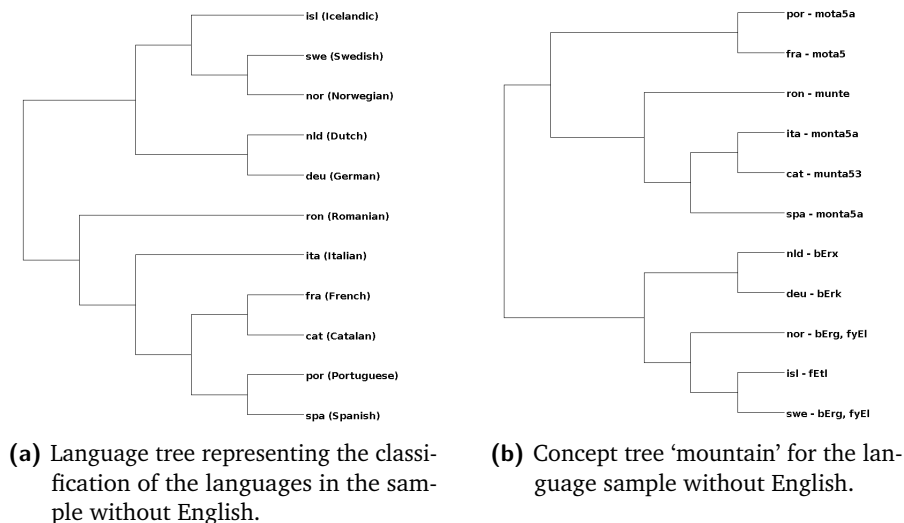 isl (Icelandic)
swe (Swedish)
nor (Norwegian)
nld (Dutch)
deu (German)
ron (Romanian)
ita (Italian)
fra (French)
cat (Catalan)
por (Portuguese)
spa (Spanish)
(a) Language tree representing the classi-
fication of the languages in the sam-
ple without English.
por - mota5a
fra - mota5
ron - munte
ita - monta5a
cat - munta53
spa - monta5a
nld - bErx
deu - bErk
nor - bErg, fyEl
isl - fEtl
swe - bErg, fyEl
(b) Concept tree ‘mountain’ for the lan-
guage sample without English.